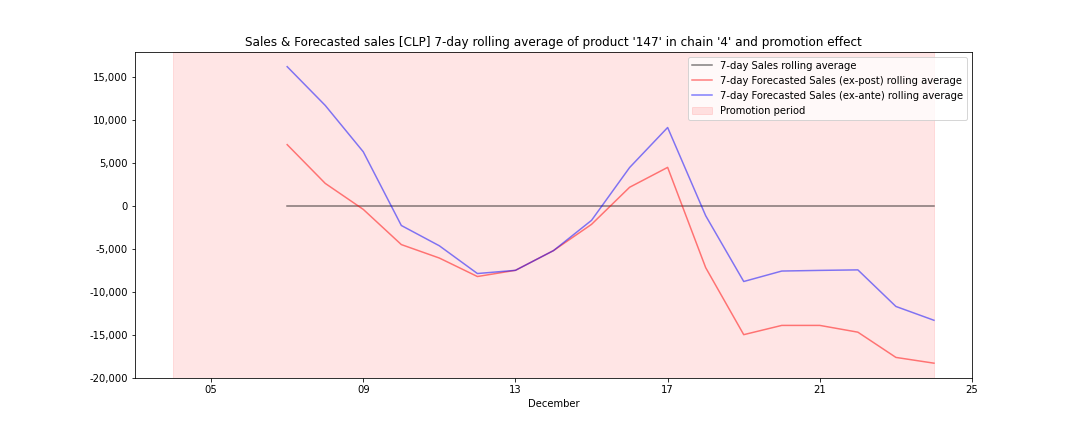 Sales & Forecasted sales [CLP] 7-day rolling average of product '147' in chain '4' and promotion effect
7-day Sales rolling average
7-day Forecasted Sales (ex-post) rolling average
7-day Forecasted Sales (ex-ante) rolling average
Promotion period
15,000
10,000
5,000
0
-5,000
-10,000
-15,000
-20,000
05 09 13 17 21 25
December